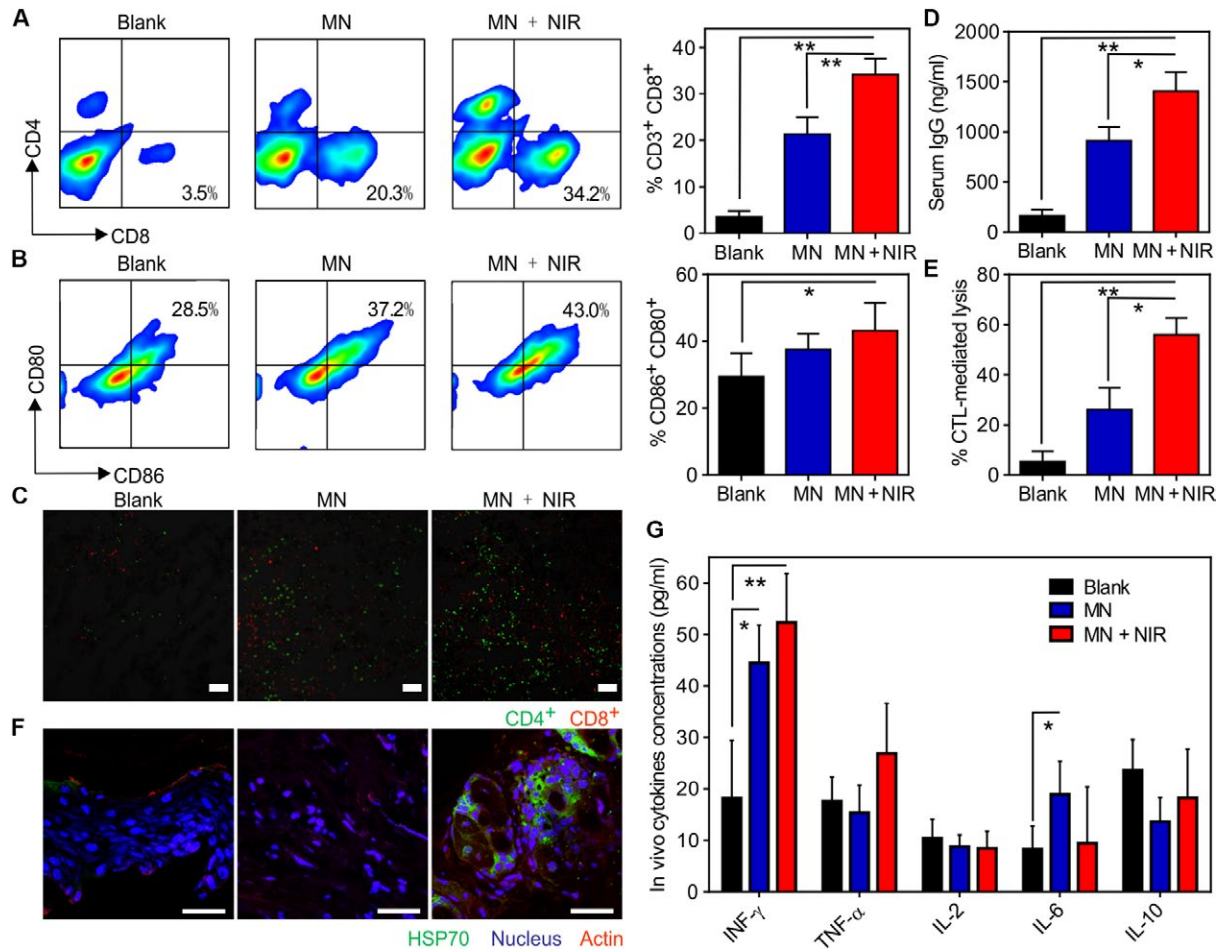 A
Blank
MN
MN + NIR
CD4
3.5%
20.3%
34.2%
CD8
% CD3+ CD8+
40
30
20
10
0
**
**
Blank
MN
MN +NIR
D
Serum IgG (ng/ml)
2000
1500
1000
500
0
**
*
Blank
MN
MN +NIR
B
Blank
MN
MN + NIR
CD80
28.5%
37.2%
43.0%
CD86
% CD86+ CD80+
60
40
20
0
*
Blank
MN
MN +NIR
E
% CTL-mediated lysis
80
60
40
20
0
**
*
Blank
MN
MN +NIR
C
Blank
MN
MN + NIR
CD4+ CD8+
F
HSP70 Nucleus Actin
G
In vivo cytokines concentrations (pg/ml)
60
50
40
30
20
10
0
**
*
*
Blank
MN
MN + NIR
INF-γ
TNF-α
IL-2
IL-6
IL-10